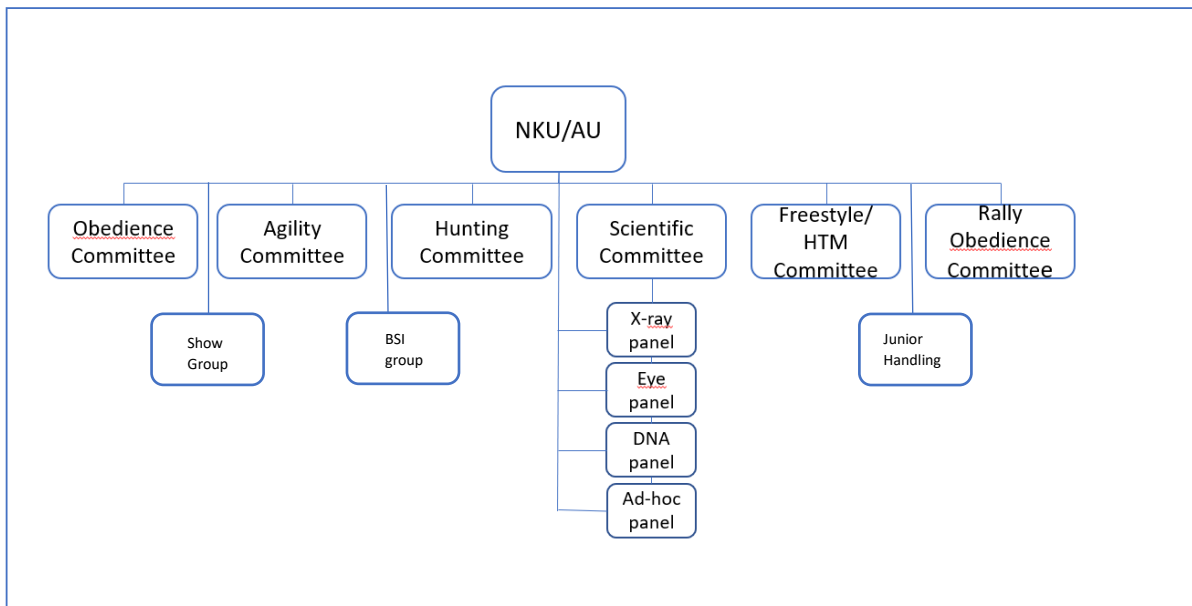 NKU/AU
Obedience
Committee
Agility
Committee
Hunting
Committee
Scientific
Committee
Freestyle/
HTM
Committee
Rally
Obedience
Committee
Show
Group
BSI
group
X-ray
panel
Junior
Handling
Eye
panel
DNA
panel
Ad-hoc
panel